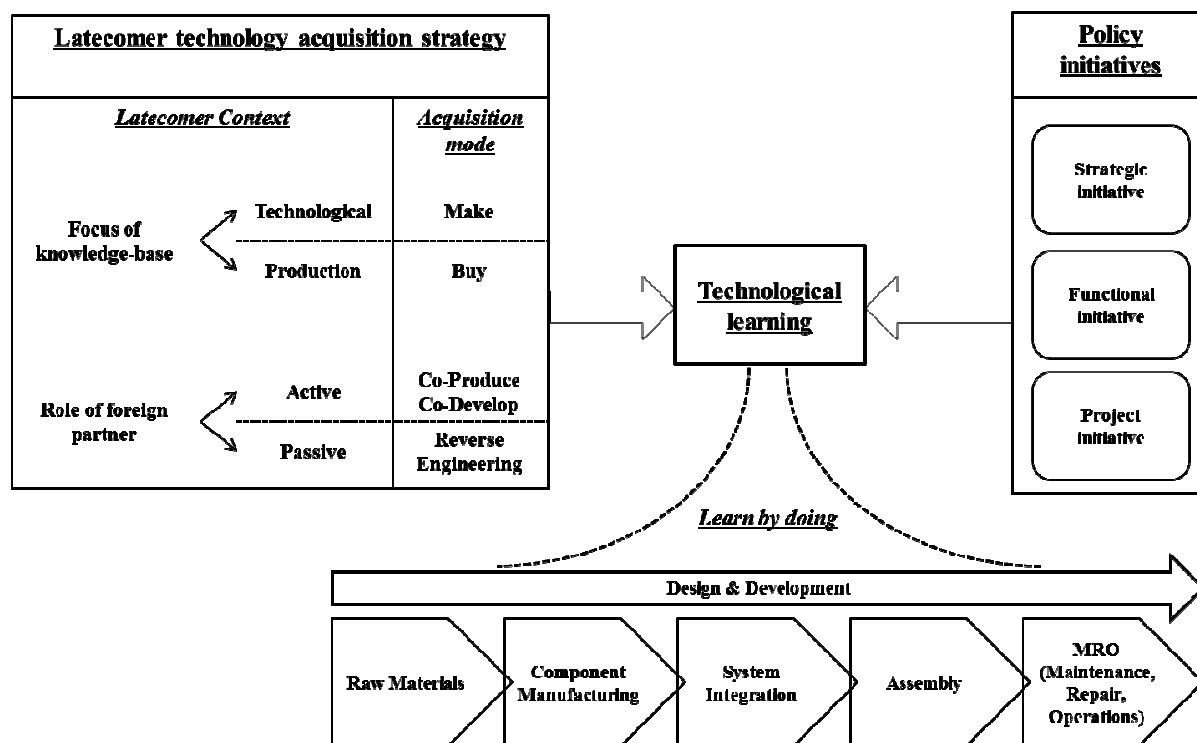 Latecomer technology acquisition strategy
Latecomer Context
Acquisition
mode
Focus of
knowledge-base
Technological
Make
Production
Buy
Role of foreign
partner
Active
Co-Produce
Co-Develop
Passive
Reverse
Engineering
Technological
learning
Policy
initiatives
Strategic
initiative
Functional
initiative
Project
initiative
Learn by doing
Design & Development
Raw Materials
Component
Manufacturing
System
Integration
Assembly
MRO
(Maintenance,
Repair,
Operations)